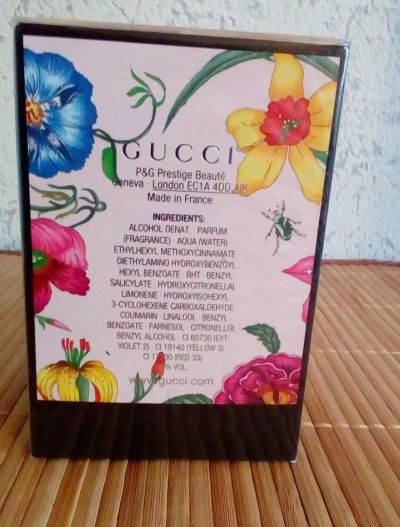 GUCCI
P&G Prestige Beauté
Geneva · London EC1A 4DD, UK
Made in France
INGREDIENTS:
ALCOHOL DENAT. · PARFUM
(FRAGRANCE) · AQUA (WATER)
ETHYLHEXYL METHOXYCINNAMATE
DIETHYLAMINO HYDROXYBENZOYL
HEXYL BENZOATE · BHT · BENZYL
SALICYLATE · HYDROXYCITRONELLAL
LIMONENE · HYDROXYISOHEXYL
3-CYCLOHEXENE CARBOXALDEHYDE
COUMARIN · LINALOOL · BENZYL
BENZOATE · FARNESOL · CITRONELLOL
BENZYL ALCOHOL · CI 60730 (EXT.
VIOLET 2) · CI 19140 (YELLOW 5)
CI (RED 33)
% VOL
www.gucci.com